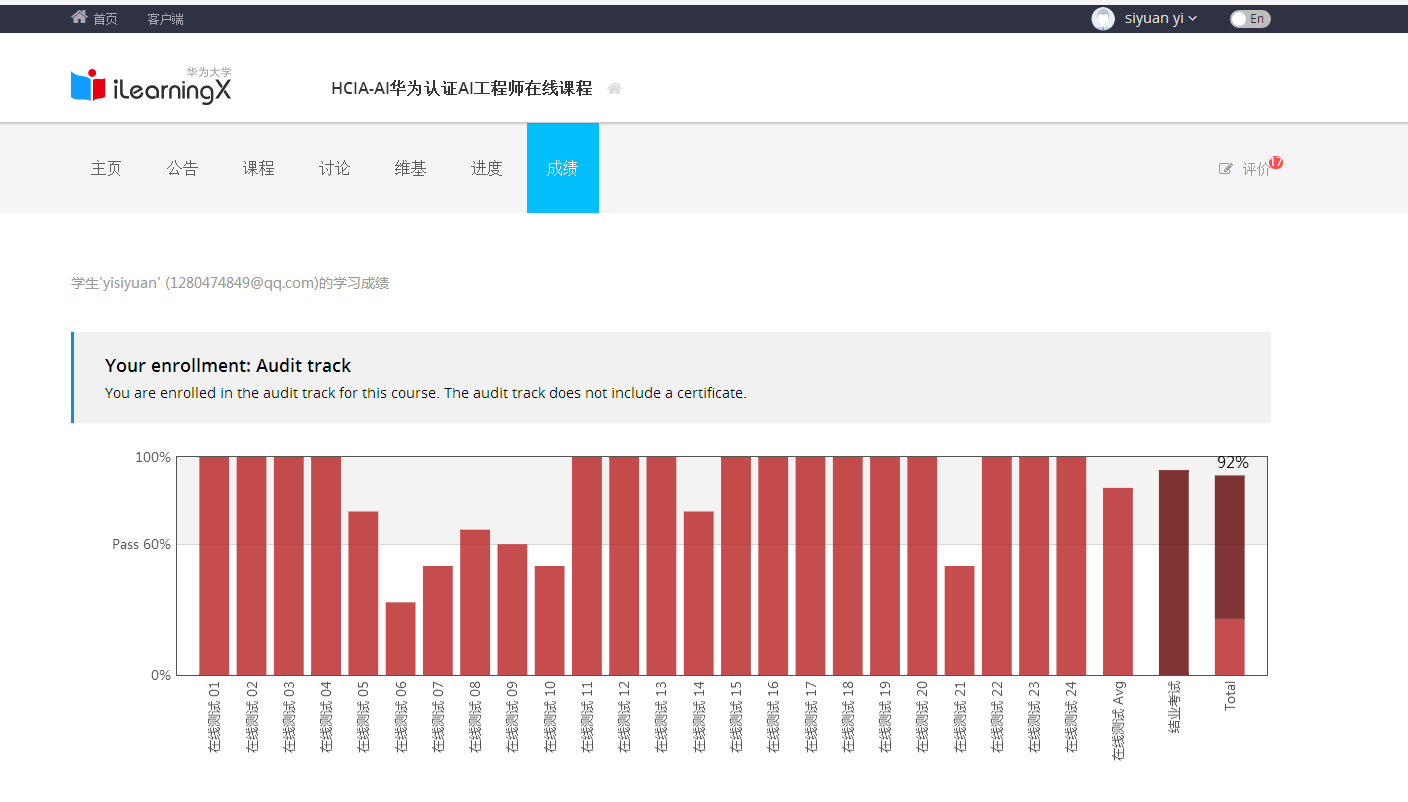 首页 客户端 siyuan yi En
华为大学
iLearningX
HCIA-AI华为认证AI工程师在线课程
主页 公告 课程 讨论 维基 进度 成绩 评价 17
学生'yisiyuan' (1280474849@qq.com)的学习成绩
Your enrollment: Audit track
You are enrolled in the audit track for this course. The audit track does not include a certificate.
100%
92%
Pass 60%
0%
在线测试 01
在线测试 02
在线测试 03
在线测试 04
在线测试 05
在线测试 06
在线测试 07
在线测试 08
在线测试 09
在线测试 10
在线测试 11
在线测试 12
在线测试 13
在线测试 14
在线测试 15
在线测试 16
在线测试 17
在线测试 18
在线测试 19
在线测试 20
在线测试 21
在线测试 22
在线测试 23
在线测试 24
在线测试 Avg
结业考试
Total